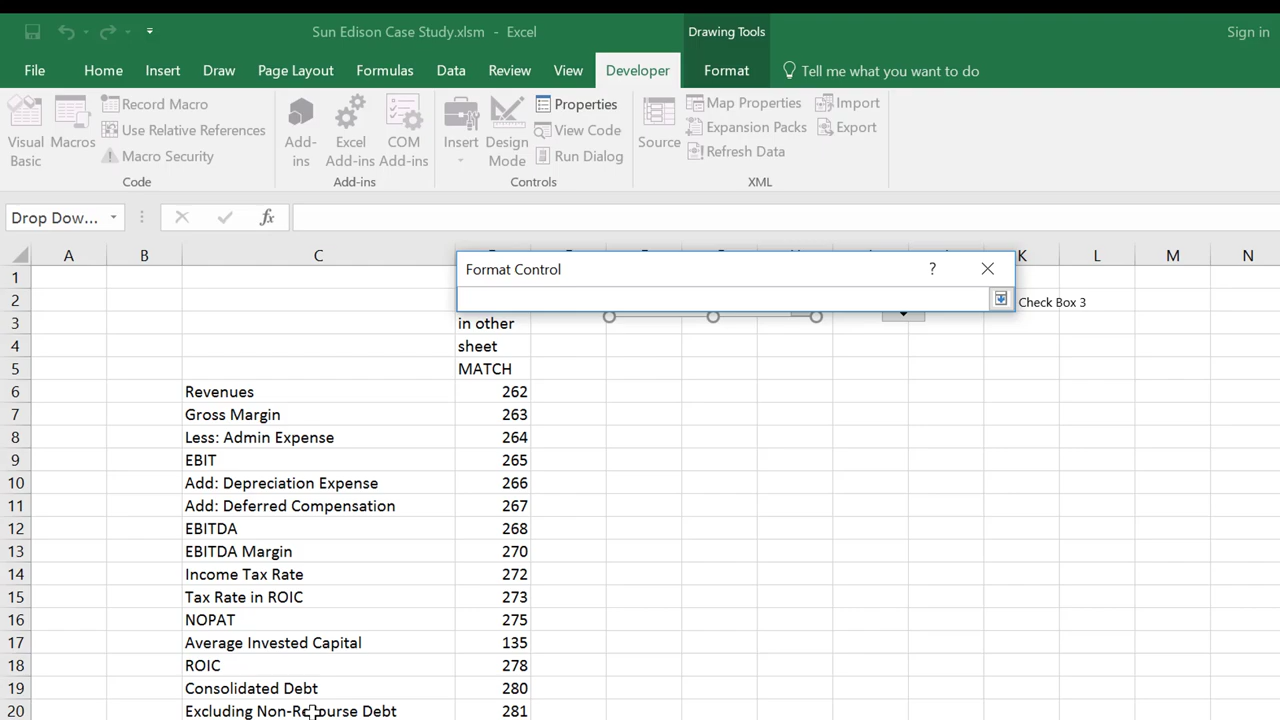 Sun Edison Case Study.xlsm - Excel
Drawing Tools
Sign in
File Home Insert Draw Page Layout Formulas Data Review View Developer Format Tell me what you want to do
Visual Basic
Macros
Record Macro
Use Relative References
Macro Security
Code
Add-ins
Excel Add-ins
COM Add-ins
Add-ins
Insert
Design Mode
Properties
View Code
Run Dialog
Controls
Source
Map Properties
Expansion Packs
Refresh Data
Import
Export
XML
Drop Dow... fx
A B C K L M N
Format Control ?
1
2 Check Box 3
3 in other
4 sheet
5 MATCH
6 Revenues 262
7 Gross Margin 263
8 Less: Admin Expense 264
9 EBIT 265
10 Add: Depreciation Expense 266
11 Add: Deferred Compensation 267
12 EBITDA 268
13 EBITDA Margin 270
14 Income Tax Rate 272
15 Tax Rate in ROIC 273
16 NOPAT 275
17 Average Invested Capital 135
18 ROIC 278
19 Consolidated Debt 280
20 Excluding Non-Recourse Debt 281